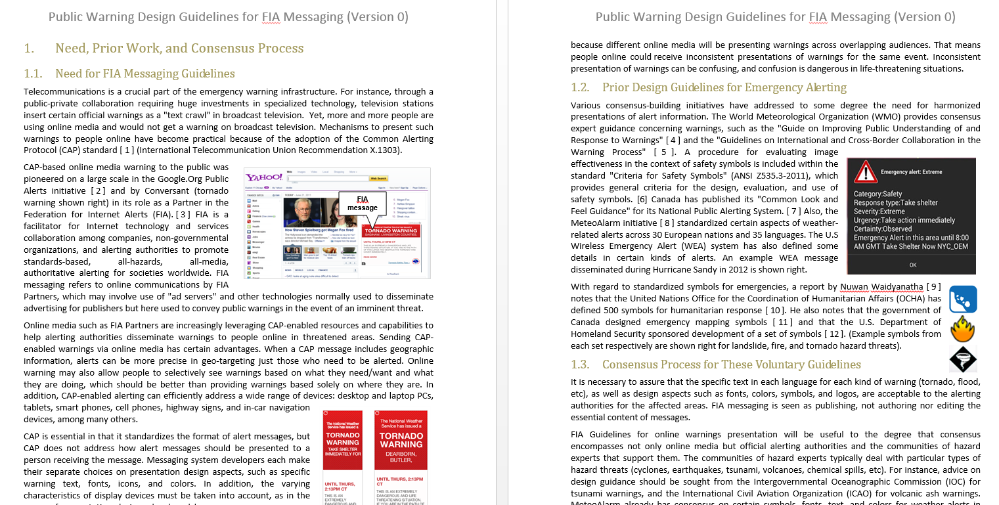 Public Warning Design Guidelines for FIA Messaging (Version 0)
1. Need, Prior Work, and Consensus Process
1.1. Need for FIA Messaging Guidelines
Telecommunications is a crucial part of the emergency warning infrastructure. For instance, through a
public-private collaboration requiring huge investments in specialized technology, television stations
insert certain official warnings as a "text crawl" in broadcast television. Yet, more and more people are
using online media and would not get a warning on broadcast television. Mechanisms to present such
warnings to people online have become practical because of the adoption of the Common Alerting
Protocol (CAP) standard [ 1 ] (International Telecommunication Union Recommendation X.1303).
CAP-based online media warning to the public was
pioneered on a large scale in the Google.Org Public
Alerts initiative [ 2 ] and by Conversant (tornado
warning shown right) in its role as a Partner in the
Federation for Internet Alerts (FIA). [ 3 ] FIA is a
facilitator for Internet technology and services
collaboration among companies, non-governmental
organizations, and alerting authorities to promote
standards-based, all-hazards, all-media,
authoritative alerting for societies worldwide. FIA
messaging refers to online communications by FIA
Partners, which may involve use of "ad servers" and other technologies normally used to disseminate
advertising for publishers but here used to convey public warnings in the event of an imminent threat.
YAHOO!
Web Search
YAHOO! SITES
TODAY - June 21, 2011
FIA
message
How Steven Spielberg got Megan Fox fired
TORNADO WARNING
NEWS WORLD LOCAL FINANCE
Online media such as FIA Partners are increasingly leveraging CAP-enabled resources and capabilities to
help alerting authorities disseminate warnings to people online in threatened areas. Sending CAP-
enabled warnings via online media has certain advantages. When a CAP message includes geographic
information, alerts can be more precise in geo-targeting just those who need to be alerted. Online
warning may also allow people to selectively see warnings based on what they need/want and what
they are doing, which should be better than providing warnings based solely on where they are. In
addition, CAP-enabled alerting can efficiently address a wide range of devices: desktop and laptop PCs,
tablets, smart phones, cell phones, highway signs, and in-car navigation
devices, among many others.
CAP is essential in that it standardizes the format of alert messages, but
CAP does not address how alert messages should be presented to a
person receiving the message. Messaging system developers each make
their separate choices on presentation design aspects, such as specific
warning text, fonts, icons, and colors. In addition, the varying
characteristics of display devices must be taken into account, as in the
The National Weather
Service has issued a
TORNADO
WARNING
TAKE SHELTER
IMMEDIATELY FOR
UNTIL THURS,
2:13PM CT
THIS IS AN
EXTREMELY
DANGEROUS AND
The National Weather
Service has issued a
TORNADO
WARNING
DEARBORN,
BUTLER,
UNTIL THURS, 2:13PM
CT
THIS IS AN EXTREMELY
DANGEROUS AND LIFE
THREATENING SITUATION.
IF YOU ARE IN THE PATH OF
Public Warning Design Guidelines for FIA Messaging (Version 0)
because different online media will be presenting warnings across overlapping audiences. That means
people online could receive inconsistent presentations of warnings for the same event. Inconsistent
presentation of warnings can be confusing, and confusion is dangerous in life-threatening situations.
1.2. Prior Design Guidelines for Emergency Alerting
Various consensus-building initiatives have addressed to some degree the need for harmonized
presentations of alert information. The World Meteorological Organization (WMO) provides consensus
expert guidance concerning warnings, such as the "Guide on Improving Public Understanding of and
Response to Warnings" [ 4 ] and the "Guidelines on International and Cross-Border Collaboration in the
Warning Process" [ 5 ]. A procedure for evaluating image
effectiveness in the context of safety symbols is included within the
standard "Criteria for Safety Symbols" (ANSI Z535.3-2011), which
provides general criteria for the design, evaluation, and use of
safety symbols. [6] Canada has published its "Common Look and
Feel Guidance" for its National Public Alerting System. [ 7 ] Also, the
MeteoAlarm initiative [ 8 ] standardized certain aspects of weather-
related alerts across 30 European nations and 35 languages. The U.S
Wireless Emergency Alert (WEA) system has also defined some
details in certain kinds of alerts. An example WEA message
disseminated during Hurricane Sandy in 2012 is shown right.
Emergency alert: Extreme
Category:Safety
Response type:Take shelter
Severity:Extreme
Urgency:Take action immediately
Certainty:Observed
Emergency Alert in this area until 8:00
AM GMT Take Shelter Now NYC_OEM
OK
With regard to standardized symbols for emergencies, a report by Nuwan Waidyanatha [ 9 ]
notes that the United Nations Office for the Coordination of Humanitarian Affairs (OCHA) has
defined 500 symbols for humanitarian response [ 10]. He also notes that the government of
Canada designed emergency mapping symbols [ 11] and that the U.S. Department of
Homeland Security sponsored development of a set of symbols [ 12]. (Example symbols from
each set respectively are shown right for landslide, fire, and tornado hazard threats).
1.3. Consensus Process for These Voluntary Guidelines
It is necessary to assure that the specific text in each language for each kind of warning (tornado, flood,
etc), as well as design aspects such as fonts, colors, symbols, and logos, are acceptable to the alerting
authorities for the affected areas. FIA messaging is seen as publishing, not authoring nor editing the
essential content of messages.
FIA Guidelines for online warnings presentation will be useful to the degree that consensus
encompasses not only online media but official alerting authorities and the communities of hazard
experts that support them. The communities of hazard experts typically deal with particular types of
hazard threats (cyclones, earthquakes, tsunami, volcanoes, chemical spills, etc). For instance, advice on
design guidance should be sought from the Intergovernmental Oceanographic Commission (IOC) for
tsunami warnings, and the International Civil Aviation Organization (ICAO) for volcanic ash warnings.
MeteoAlarm already has consensus on certain symbols, fonts, text, and colors for weather alerts in